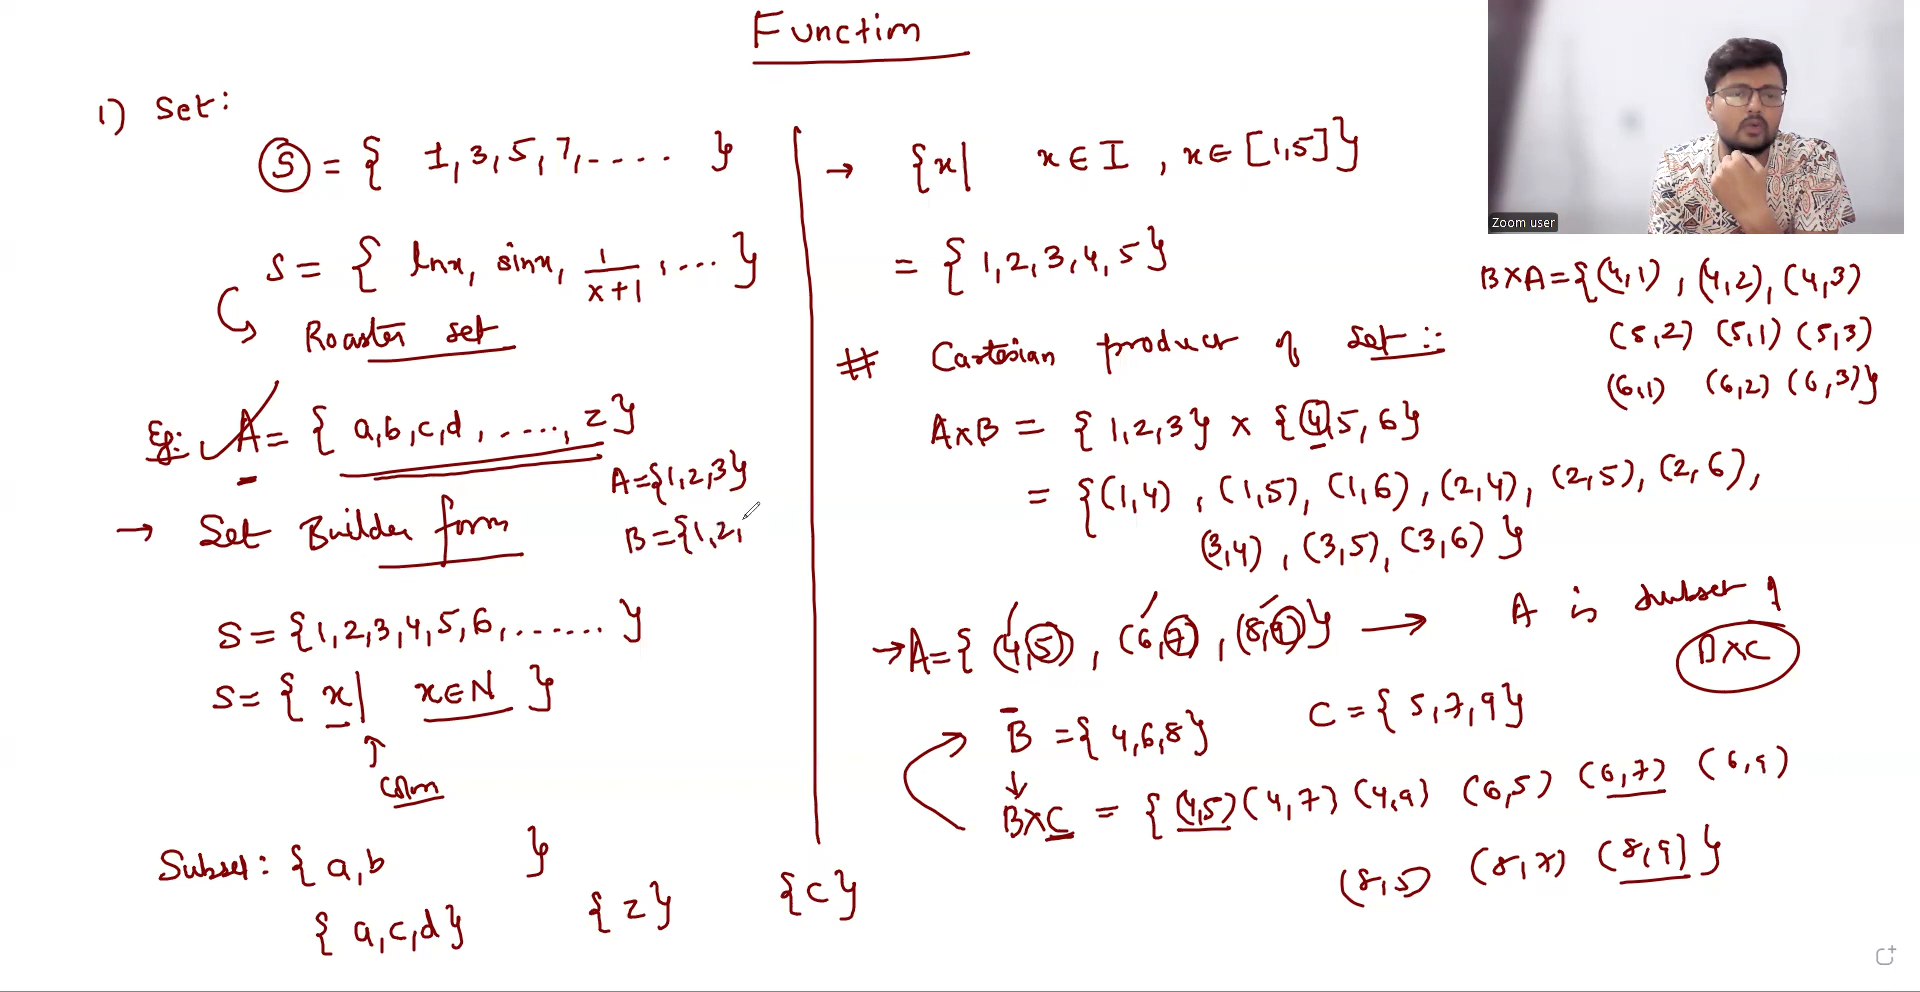 Function
1) Set:
S = { 1, 3, 5, 7, - . . . . }
S = { lnx, sinx, 1/(x+1), ... }
Roaster set
Eg: A = { a, b, c, d, . - . . . , z }
A = {1, 2, 3}
B = {1, 2,
→ Set Builder form
S = {1, 2, 3, 4, 5, 6, . . . . . . }
S = { x | x ∈ N }
↑
Colm
Subset: { a, b }
{ a, c, d } { z } { c }
→ { x | x ∈ I , x ∈ [1, 5] }
= { 1, 2, 3, 4, 5 }
# Cartesian product of set ::
A×B = { 1, 2, 3 } × { 4, 5, 6 }
= { (1, 4) , (1, 5), (1, 6), (2, 4), (2, 5), (2, 6),
(3, 4) , (3, 5), (3, 6) }
→ A = { (4, 5) , (6, 7) , (8, 9) } → A is subset of
B×C
B = { 4, 6, 8 } C = { 5, 7, 9 }
↓
B×C = { (4, 5) (4, 7) (4, 9) (6, 5) (6, 7) (6, 9)
(8, 5) (8, 7) (8, 9) }
Zoom user
B×A = { (4, 1) , (4, 2), (4, 3)
(5, 2) (5, 1) (5, 3)
(6, 1) (6, 2) (6, 3) }